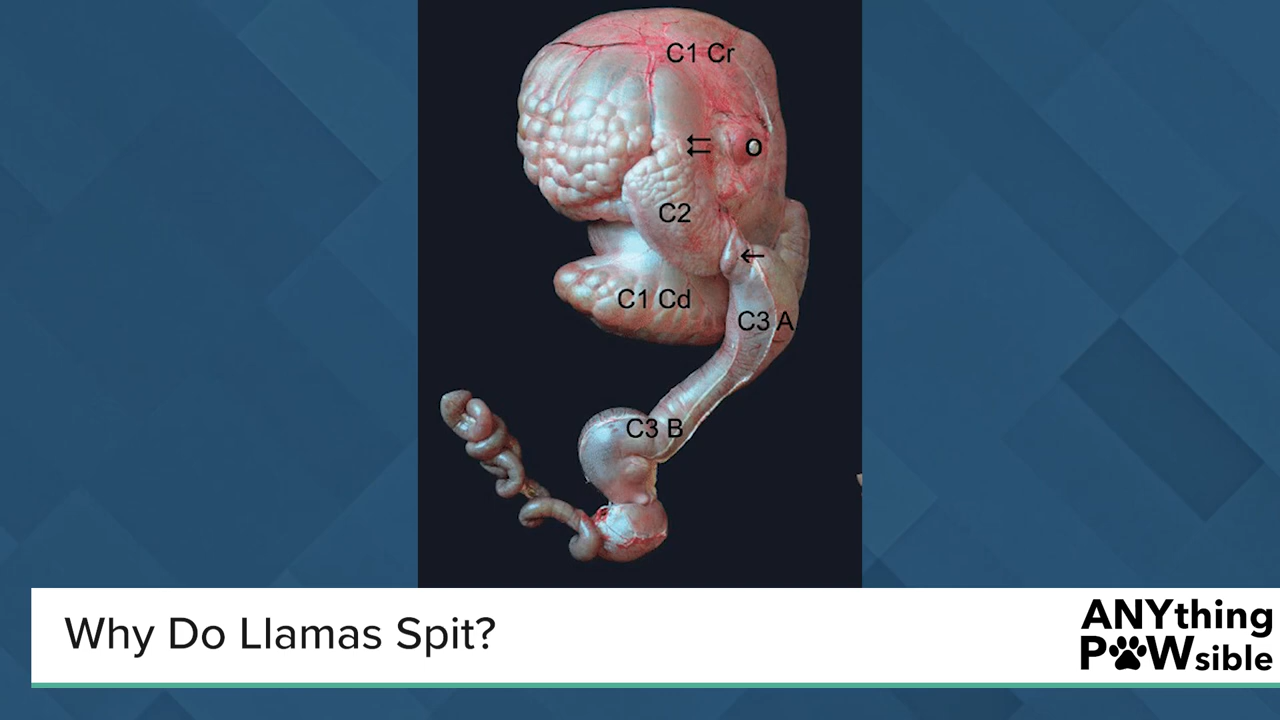 C1 Cr
O
C2
C1 Cd
C3 A
C3 B
Why Do Llamas Spit?
ANYthing
PAWsible